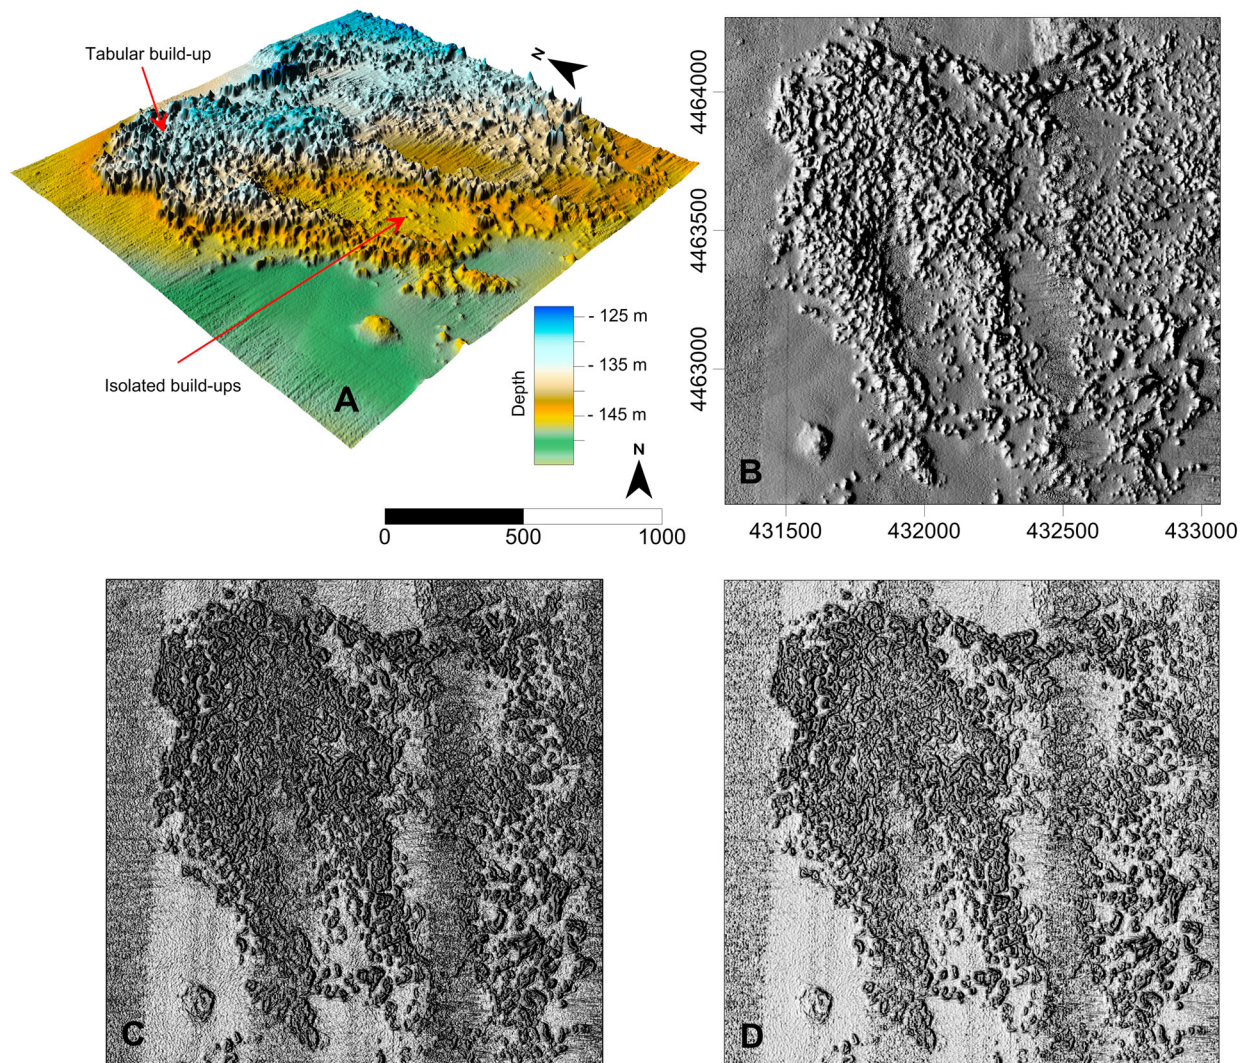 Tabular build-up
N
Isolated build-ups
A
Depth
- 125 m
- 135 m
- 145 m
N
0 500 1000
4464000
4463500
4463000
B
431500 432000 432500 433000
C
D